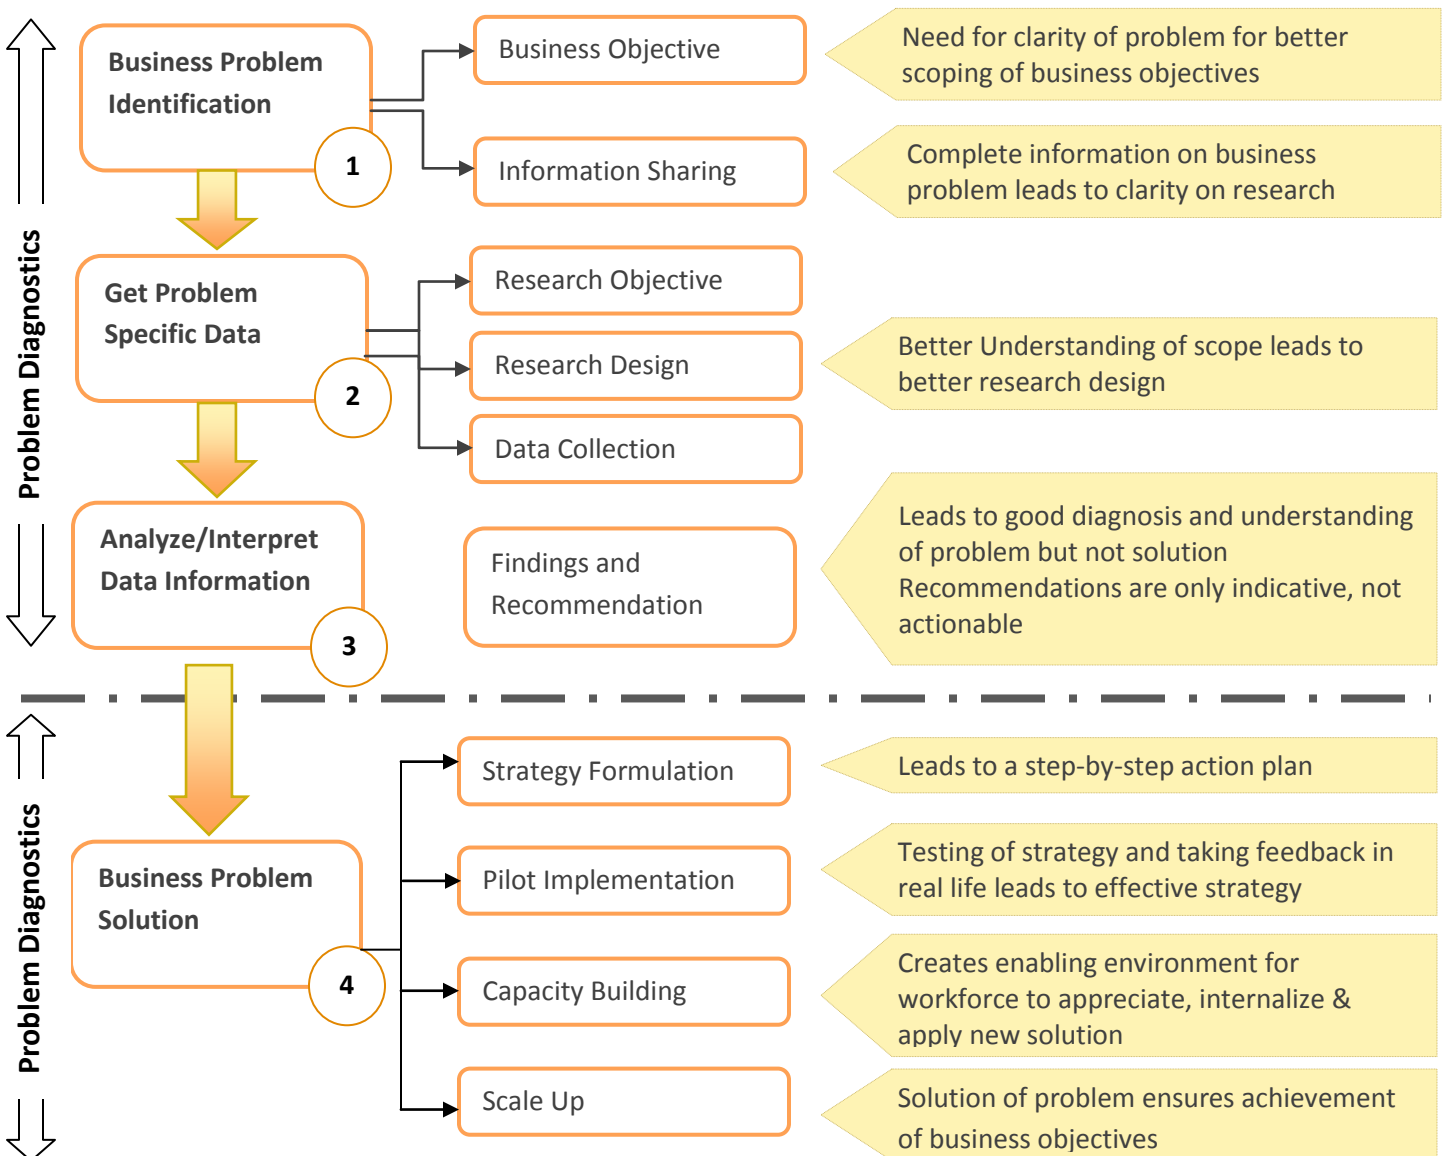 Problem Diagnostics
Business Problem
Identification
1
Business Objective
Need for clarity of problem for better
scoping of business objectives
Information Sharing
Complete information on business
problem leads to clarity on research
Get Problem
Specific Data
2
Research Objective
Research Design
Better Understanding of scope leads to
better research design
Data Collection
Analyze/Interpret
Data Information
3
Findings and
Recommendation
Leads to good diagnosis and understanding
of problem but not solution
Recommendations are only indicative, not
actionable
Problem Diagnostics
Business Problem
Solution
4
Strategy Formulation
Leads to a step-by-step action plan
Pilot Implementation
Testing of strategy and taking feedback in
real life leads to effective strategy
Capacity Building
Creates enabling environment for
workforce to appreciate, internalize &
apply new solution
Scale Up
Solution of problem ensures achievement
of business objectives